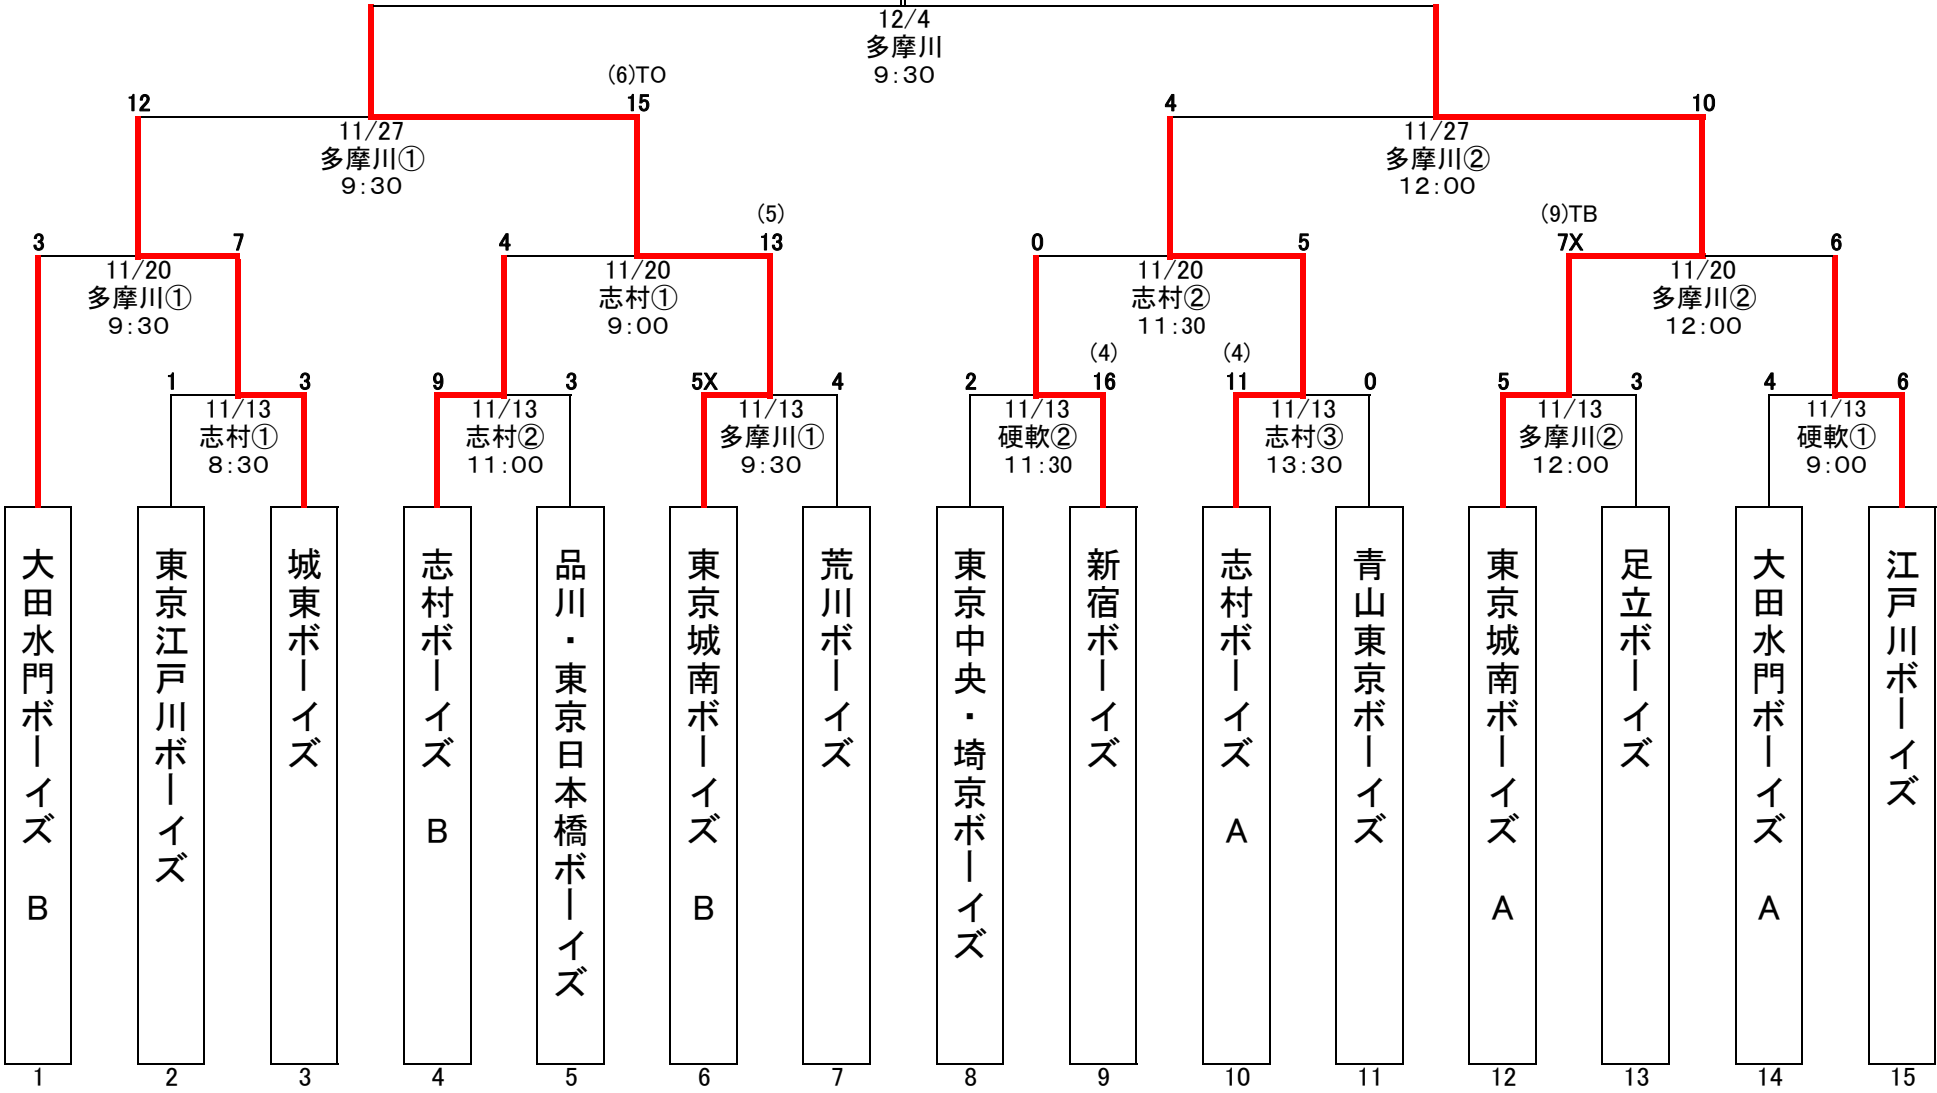 12/4
多摩川
9:30
(6)TO
12
15
4
10
11/27
多摩川①
9:30
11/27
多摩川②
12:00
(5)
(9)TB
3
7
4
13
0
5
7X
6
11/20
多摩川①
9:30
11/20
志村①
9:00
11/20
志村②
11:30
11/20
多摩川②
12:00
(4)
(4)
1
3
9
3
5X
4
2
16
11
0
5
3
4
6
11/13
志村①
8:30
11/13
志村②
11:00
11/13
多摩川①
9:30
11/13
硬軟②
11:30
11/13
志村③
13:30
11/13
多摩川②
12:00
11/13
硬軟①
9:00
大田水門ボーイズ B
東京江戸川ボーイズ
城東ボーイズ
志村ボーイズ B
品川・東京日本橋ボーイズ
東京城南ボーイズ B
荒川ボーイズ
東京中央・埼京ボーイズ
新宿ボーイズ
志村ボーイズ A
青山東京ボーイズ
東京城南ボーイズ A
足立ボーイズ
大田水門ボーイズ A
江戸川ボーイズ
1
2
3
4
5
6
7
8
9
10
11
12
13
14
15